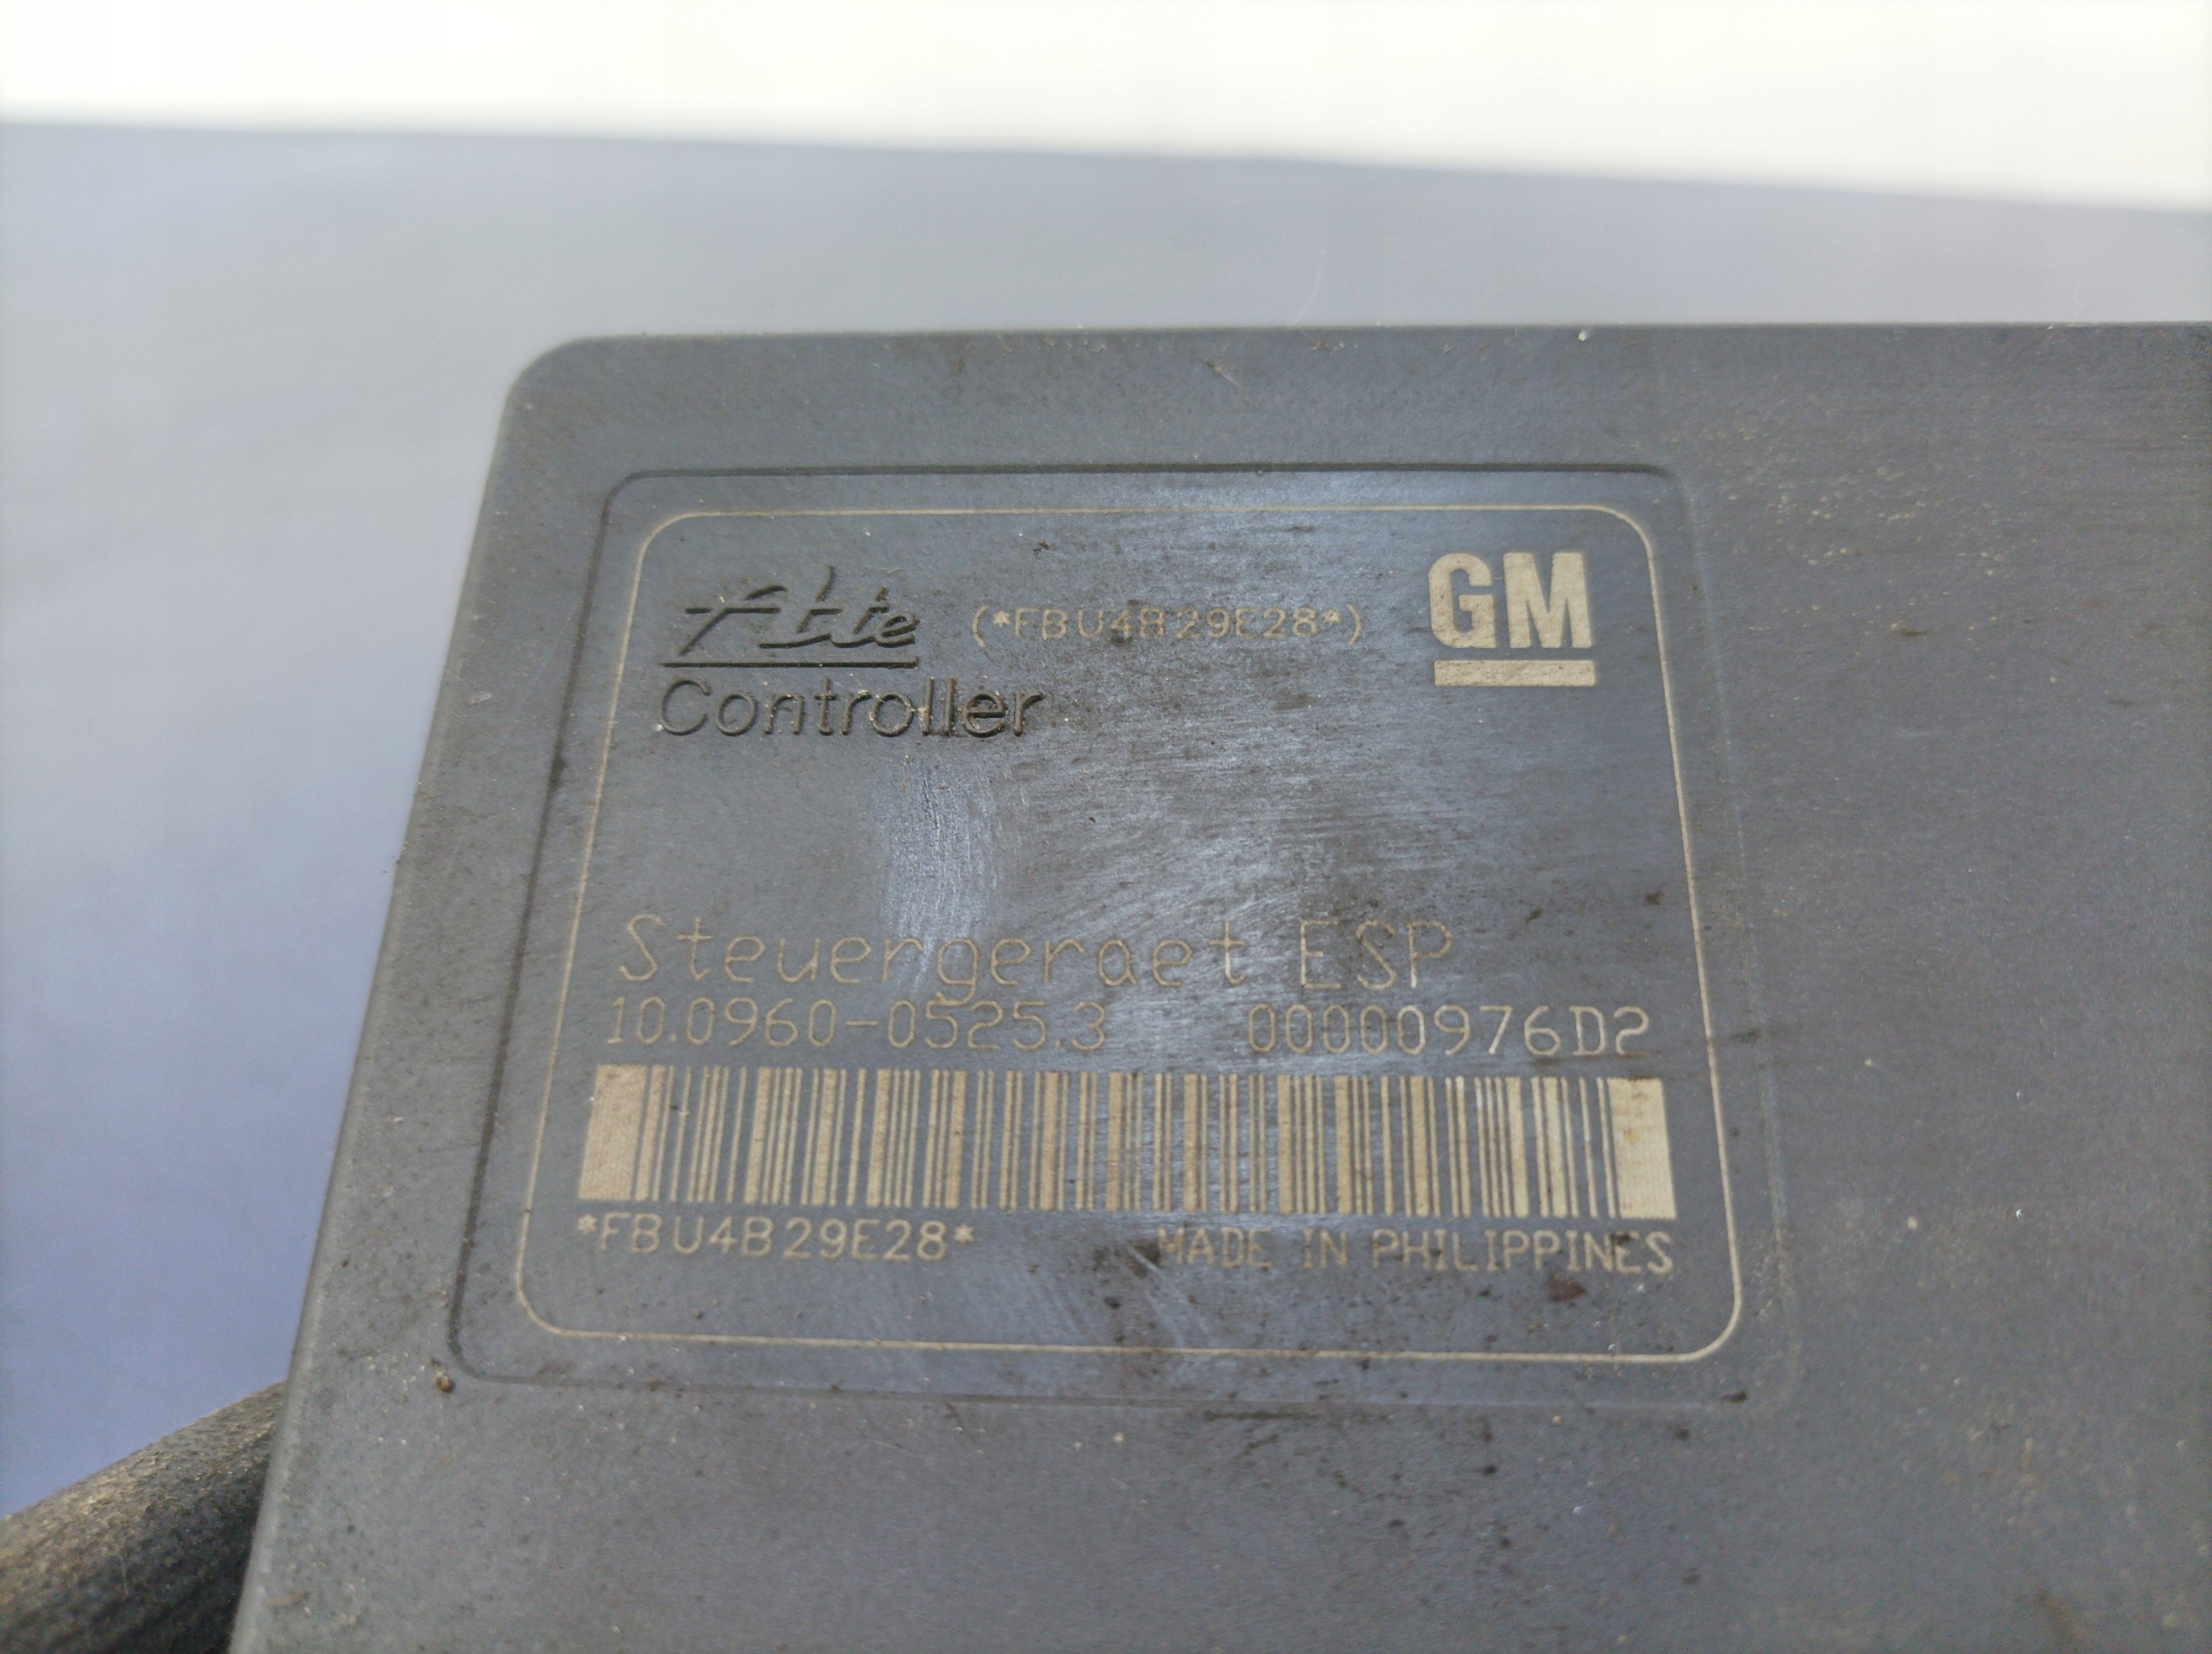 Ate (*FBU4B29E28*) GM
Controller
Steuergeraet ESP
10.0960-0525.3 00000976D2
*FBU4B29E28* MADE IN PHILIPPINES